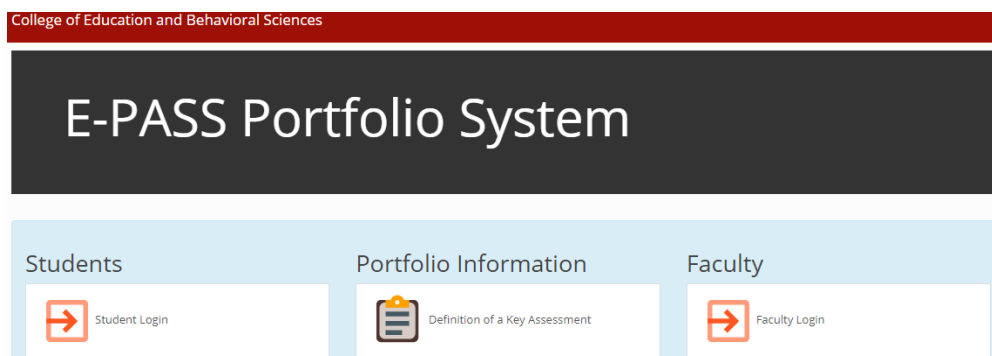 College of Education and Behavioral Sciences
E-PASS Portfolio System
Students
Portfolio Information
Faculty
Student Login
Definition of a Key Assessment
Faculty Login